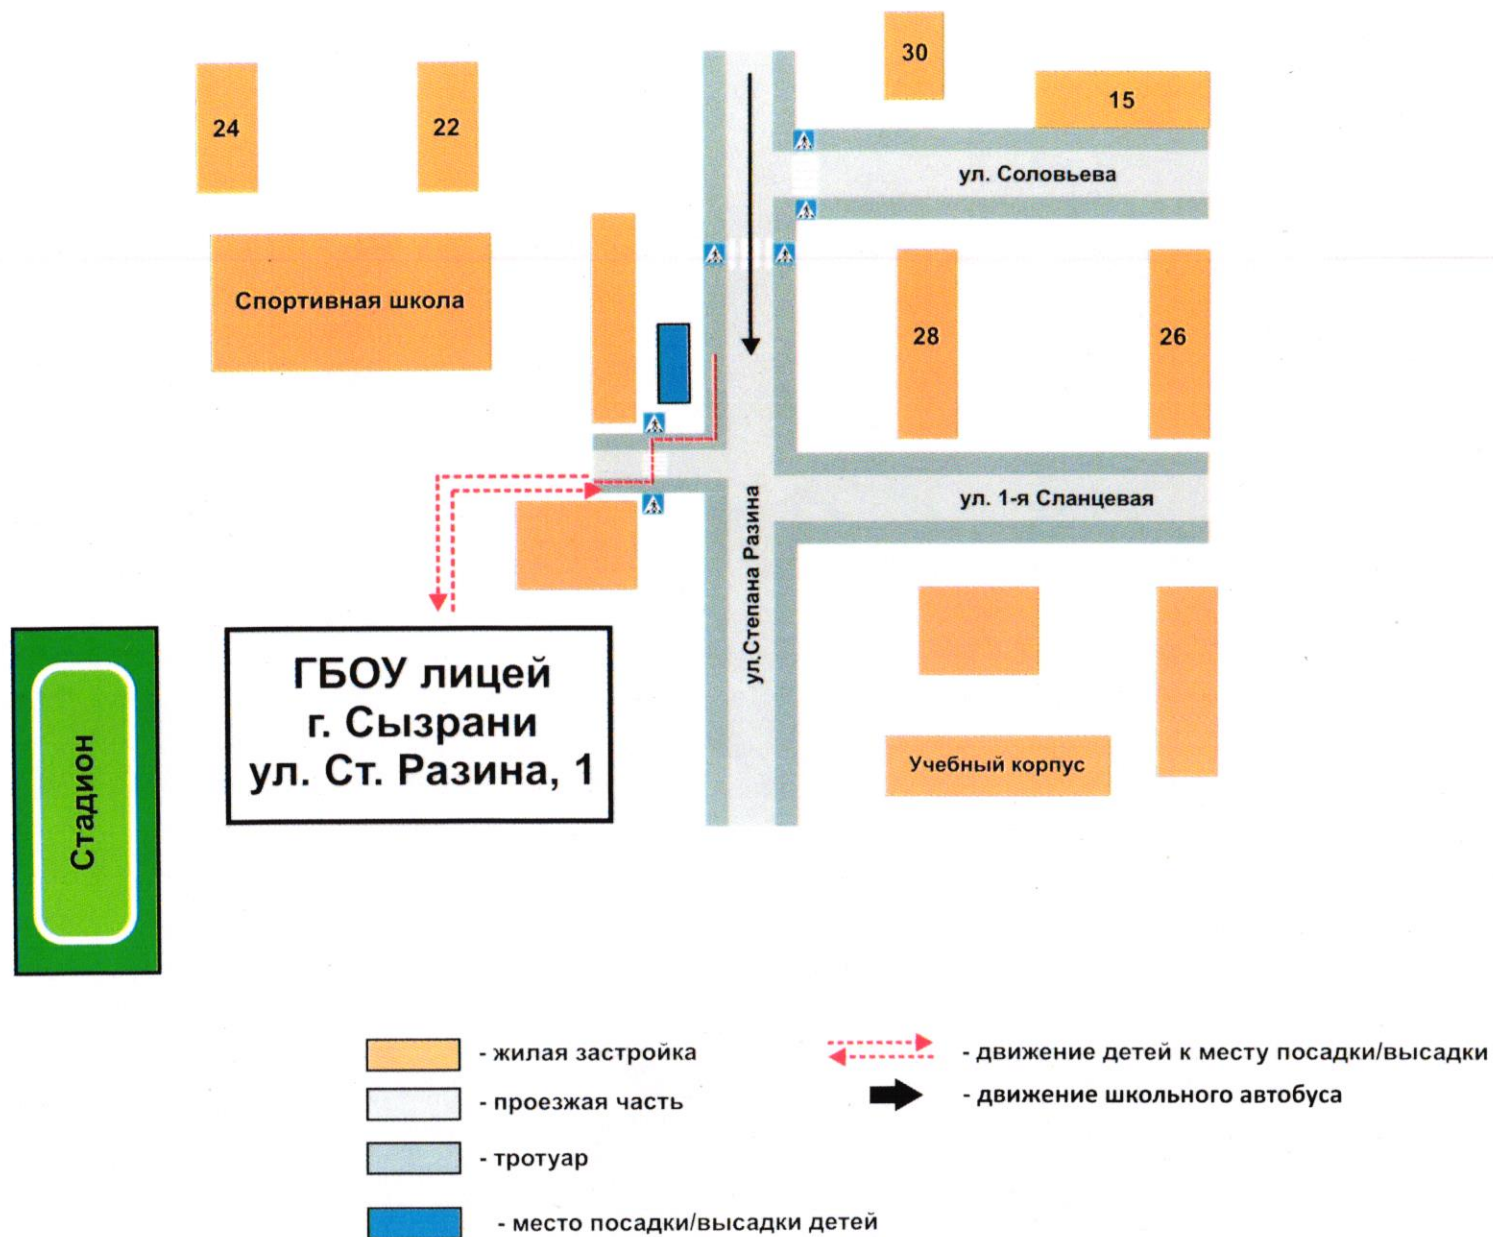 30
15
24
22
ул. Соловьева
Спортивная школа
28
26
ул. 1-я Сланцевая
ул.Степана Разина
ГБОУ лицей
г. Сызрани
ул. Ст. Разина, 1
Учебный корпус
Стадион
- жилая застройка
- движение детей к месту посадки/высадки
- проезжая часть
- движение школьного автобуса
- тротуар
- место посадки/высадки детей